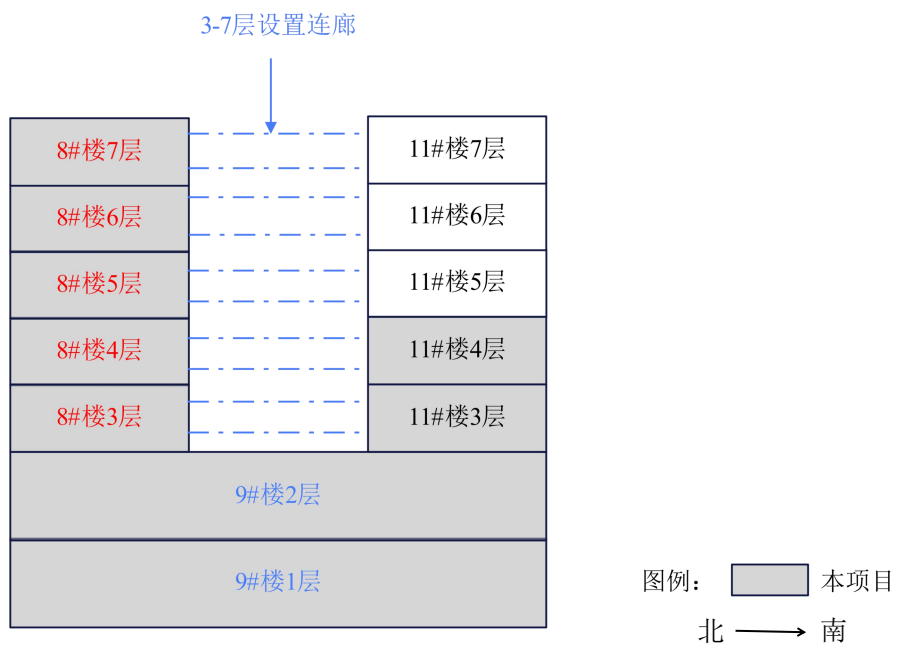 3-7层设置连廊
8#楼7层
11#楼7层
8#楼6层
11#楼6层
8#楼5层
11#楼5层
8#楼4层
11#楼4层
8#楼3层
11#楼3层
9#楼2层
9#楼1层
图例： 本项目
北 南